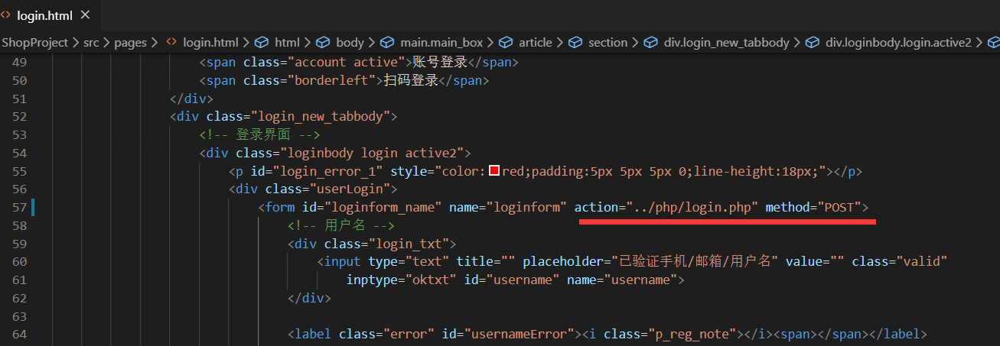 login.html
ShopProject > src > pages > login.html > html > body > main.main_box > article > section > div.login_new_tabbody > div.loginbody.login.active2 >
49 <span class="account active">账号登录</span>
50 <span class="borderleft">扫码登录</span>
51 </div>
52 <div class="login_new_tabbody">
53 <!-- 登录界面 -->
54 <div class="loginbody login active2">
55 <p id="login_error_1" style="color:red;padding:5px 5px 5px 0;line-height:18px;"></p>
56 <div class="userLogin">
57 <form id="loginform_name" name="loginform" action="../php/login.php" method="POST">
58 <!-- 用户名 -->
59 <div class="login_txt">
60 <input type="text" title="" placeholder="已验证手机/邮箱/用户名" value="" class="valid"
61 inptype="oktxt" id="username" name="username">
62 </div>
63
64 <label class="error" id="usernameError"><i class="p_reg_note"></i><span></span></label>